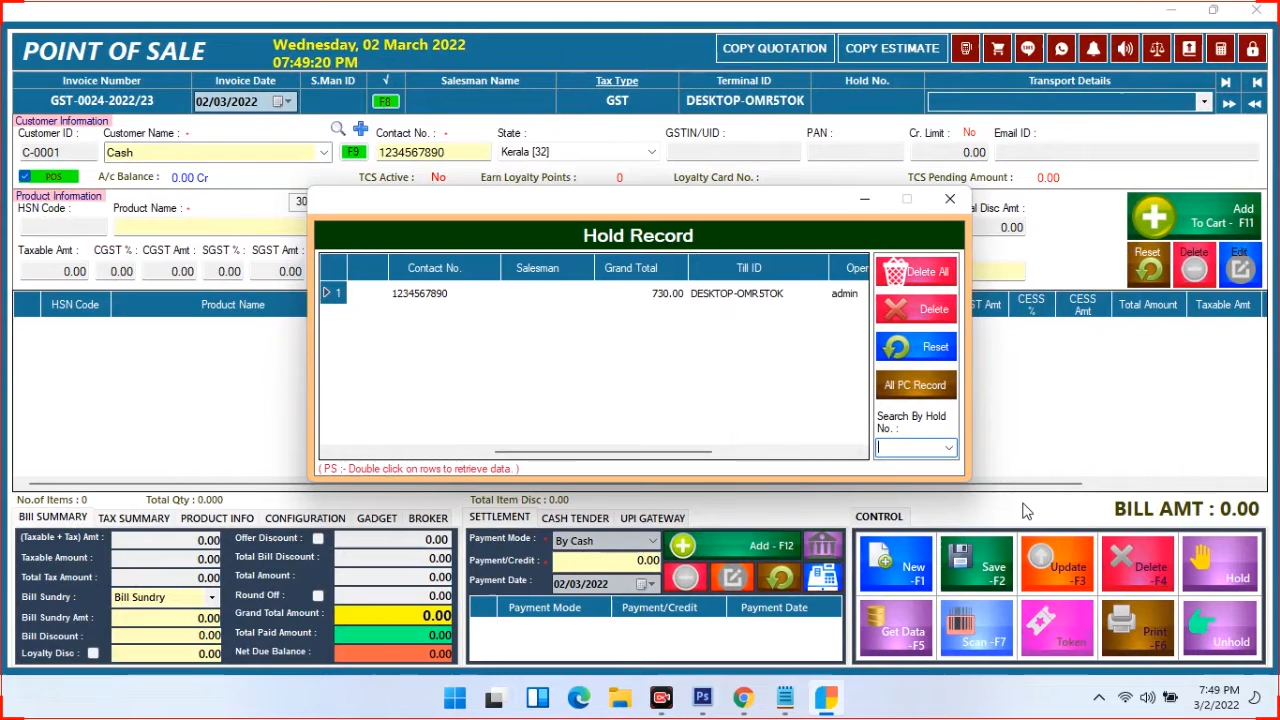 POINT OF SALE
Wednesday, 02 March 2022
07:49:20 PM
COPY QUOTATION
COPY ESTIMATE
Invoice Number
Invoice Date
S.Man ID
√
Salesman Name
Tax Type
Terminal ID
Hold No.
Transport Details
GST-0024-2022/23
02/03/2022
F8
GST
DESKTOP-OMR5TOK
Customer Information
Customer ID :
Customer Name : *
Contact No. : *
State :
GSTIN/UID :
PAN :
Cr. Limit :
No
Email ID :
C-0001
Cash
F9
1234567890
Kerala [32]
0.00
POS
A/c Balance :
0.00 Cr
TCS Active :
No
Earn Loyalty Points :
0
Loyalty Card No. :
TCS Pending Amount :
0.00
Product Information
HSN Code :
Product Name : *
30
l Disc Amt :
0.00
Add
To Cart - F11
Taxable Amt :
CGST % :
CGST Amt :
SGST % :
SGST Amt :
0.00
0.00
0.00
0.00
0.00
Reset
Delete
Edit
HSN Code
Product Name
ST Amt
CESS
%
CESS
Amt
Total Amount
Taxable Amt
Hold Record
Contact No.
Salesman
Grand Total
Till ID
Oper
1
1234567890
730.00
DESKTOP-OMR5TOK
admin
Delete All
Delete
Reset
All PC Record
Search By Hold
No. :
( PS :- Double click on rows to retrieve data. )
No.of Items : 0
Total Qty : 0.000
Total Item Disc : 0.00
BILL AMT : 0.00
BIII SUMMARY
TAX SUMMARY
PRODUCT INFO
CONFIGURATION
GADGET
BROKER
SETTLEMENT
CASH TENDER
UPI GATEWAY
CONTROL
(Taxable + Tax) Amt :
0.00
Taxable Amount :
0.00
Total Tax Amount :
0.00
Bill Sundry :
Bill Sundry
Bill Sundry Amt :
0.00
Bill Discount :
0.00
Loyalty Disc :
0.00
Offer Discount :
0.00
Total Bill Discount :
0.00
Total Amount :
0.00
Round Off :
0.00
Grand Total Amount :
0.00
Total Paid Amount :
0.00
Net Due Balance :
0.00
Payment Mode : *
By Cash
Add - F12
Payment/Credit :
0.00
Payment Date :
02/03/2022
Payment Mode
Payment/Credit
Payment Date
New
-F1
Save
-F2
Update
-F3
Delete
-F4
Hold
Get Data
-F5
Scan -F7
Token
Print
-F6
Unhold
Ps
7:49 PM
3/2/2022